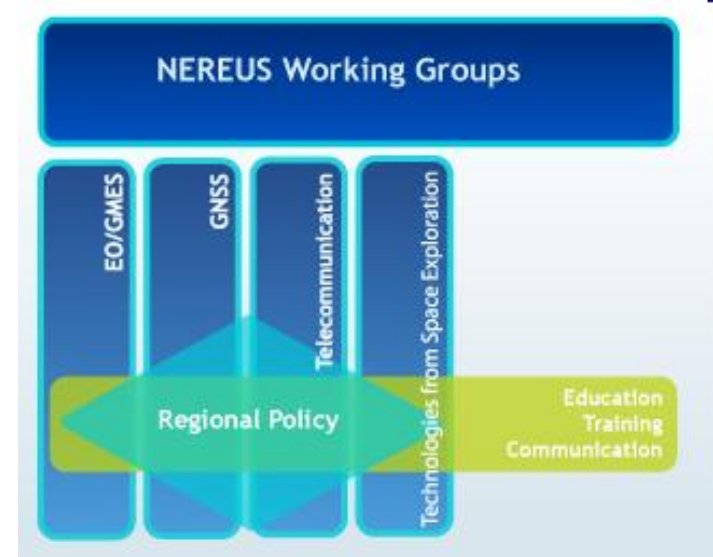 NEREUS Working Groups
EO/GMES
GNSS
Telecommunication
Technologies from Space Exploration
Regional Policy
Education
Training
Communication